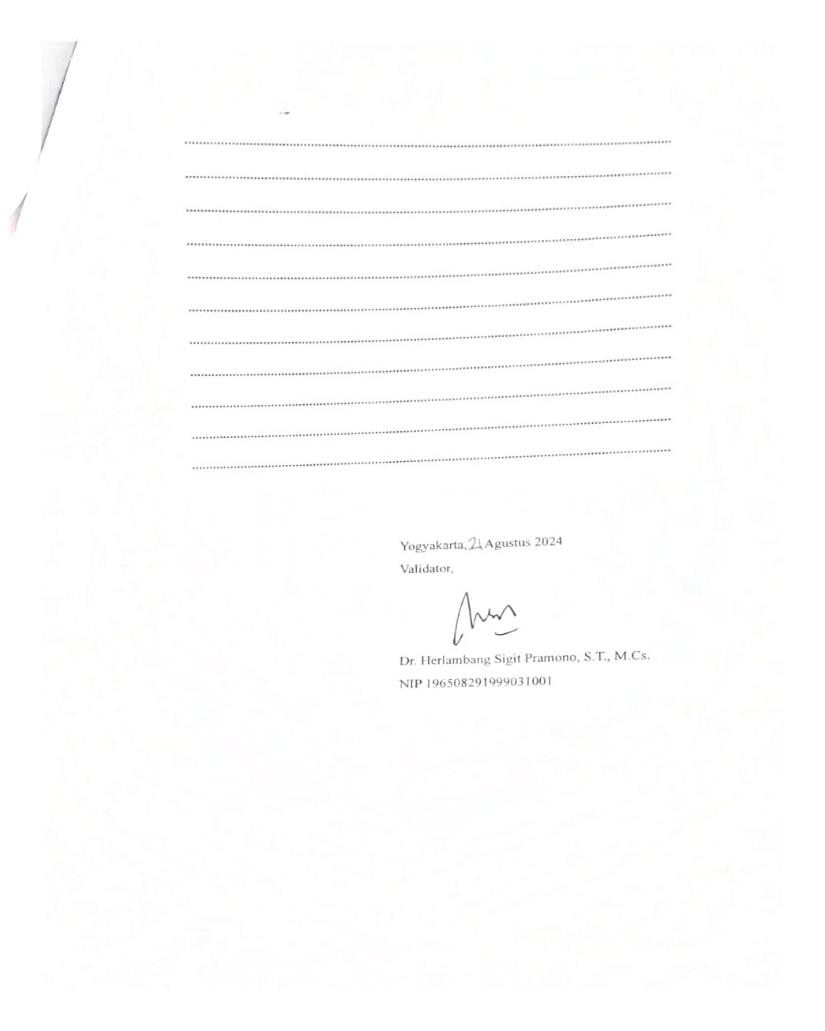 Yogyakarta, 21 Agustus 2024
Validator,
Dr. Herlambang Sigit Pramono, S.T., M.Cs.
NIP 196508291999031001